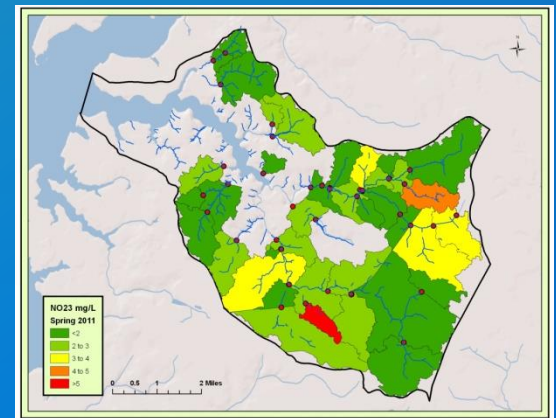 N
NO23 mg/L
Spring 2011
<2
2 to 3
3 to 4
4 to 5
>5
0 0.5 1 2 Miles